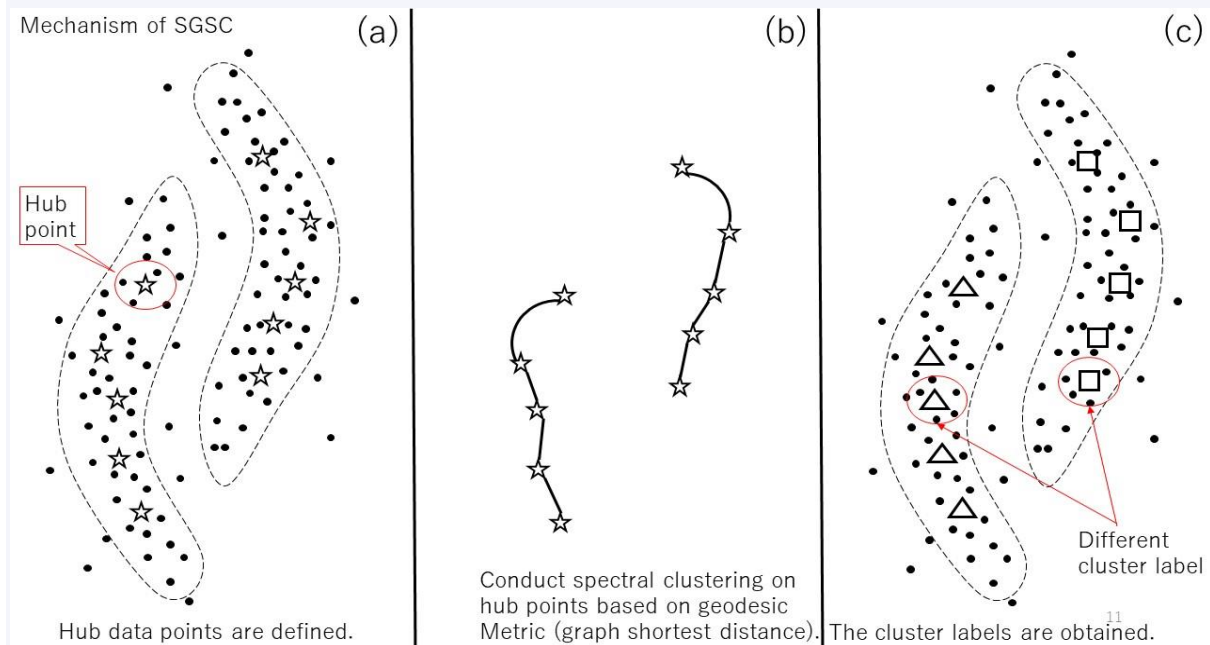 Mechanism of SGSC
(a)
Hub
point
Hub data points are defined.
(b)
Conduct spectral clustering on
hub points based on geodesic
Metric (graph shortest distance).
(c)
Different
cluster label
11
The cluster labels are obtained.